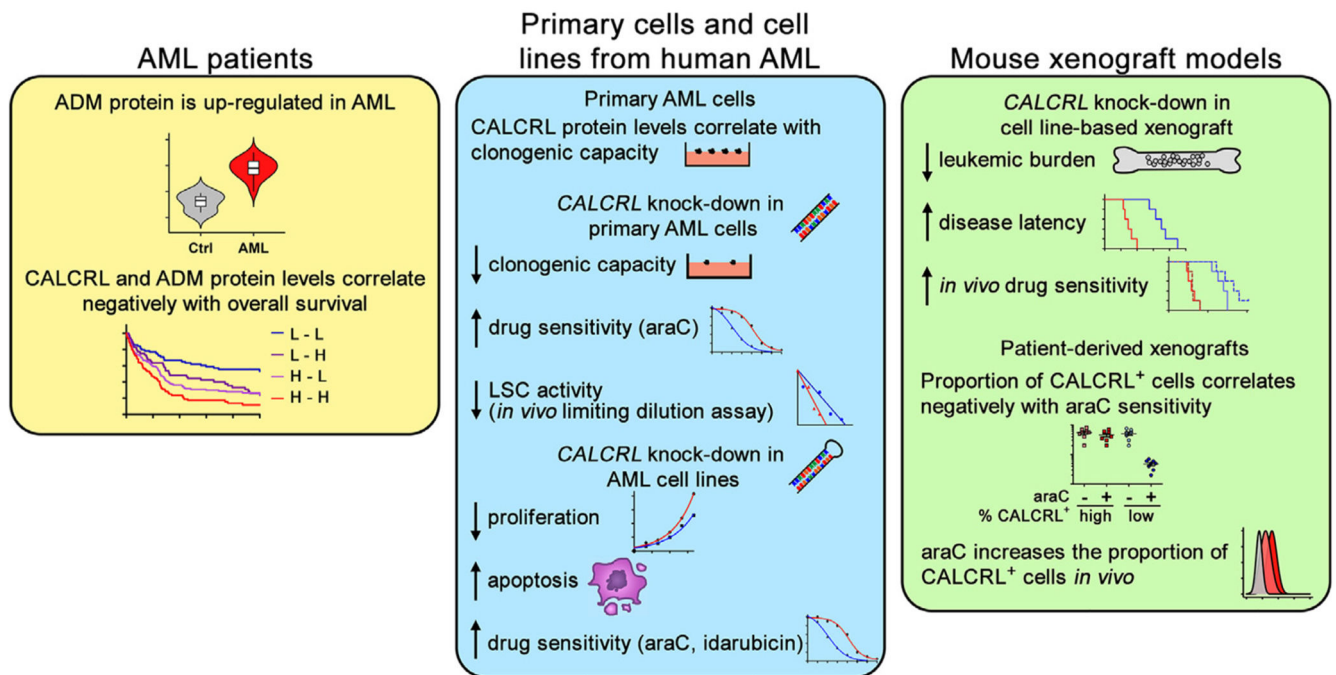 AML patients
ADM protein is up-regulated in AML
Ctrl AML
CALCRL and ADM protein levels correlate
negatively with overall survival
L - L
L - H
H - L
H - H
Primary cells and cell
lines from human AML
Primary AML cells
CALCRL protein levels correlate with
clonogenic capacity
CALCRL knock-down in
primary AML cells
clonogenic capacity
drug sensitivity (araC)
LSC activity
(in vivo limiting dilution assay)
CALCRL knock-down in
AML cell lines
proliferation
apoptosis
drug sensitivity (araC, idarubicin)
Mouse xenograft models
CALCRL knock-down in
cell line-based xenograft
leukemic burden
disease latency
in vivo drug sensitivity
Patient-derived xenografts
Proportion of CALCRL⁺ cells correlates
negatively with araC sensitivity
araC - + - +
% CALCRL⁺ high low
araC increases the proportion of
CALCRL⁺ cells in vivo